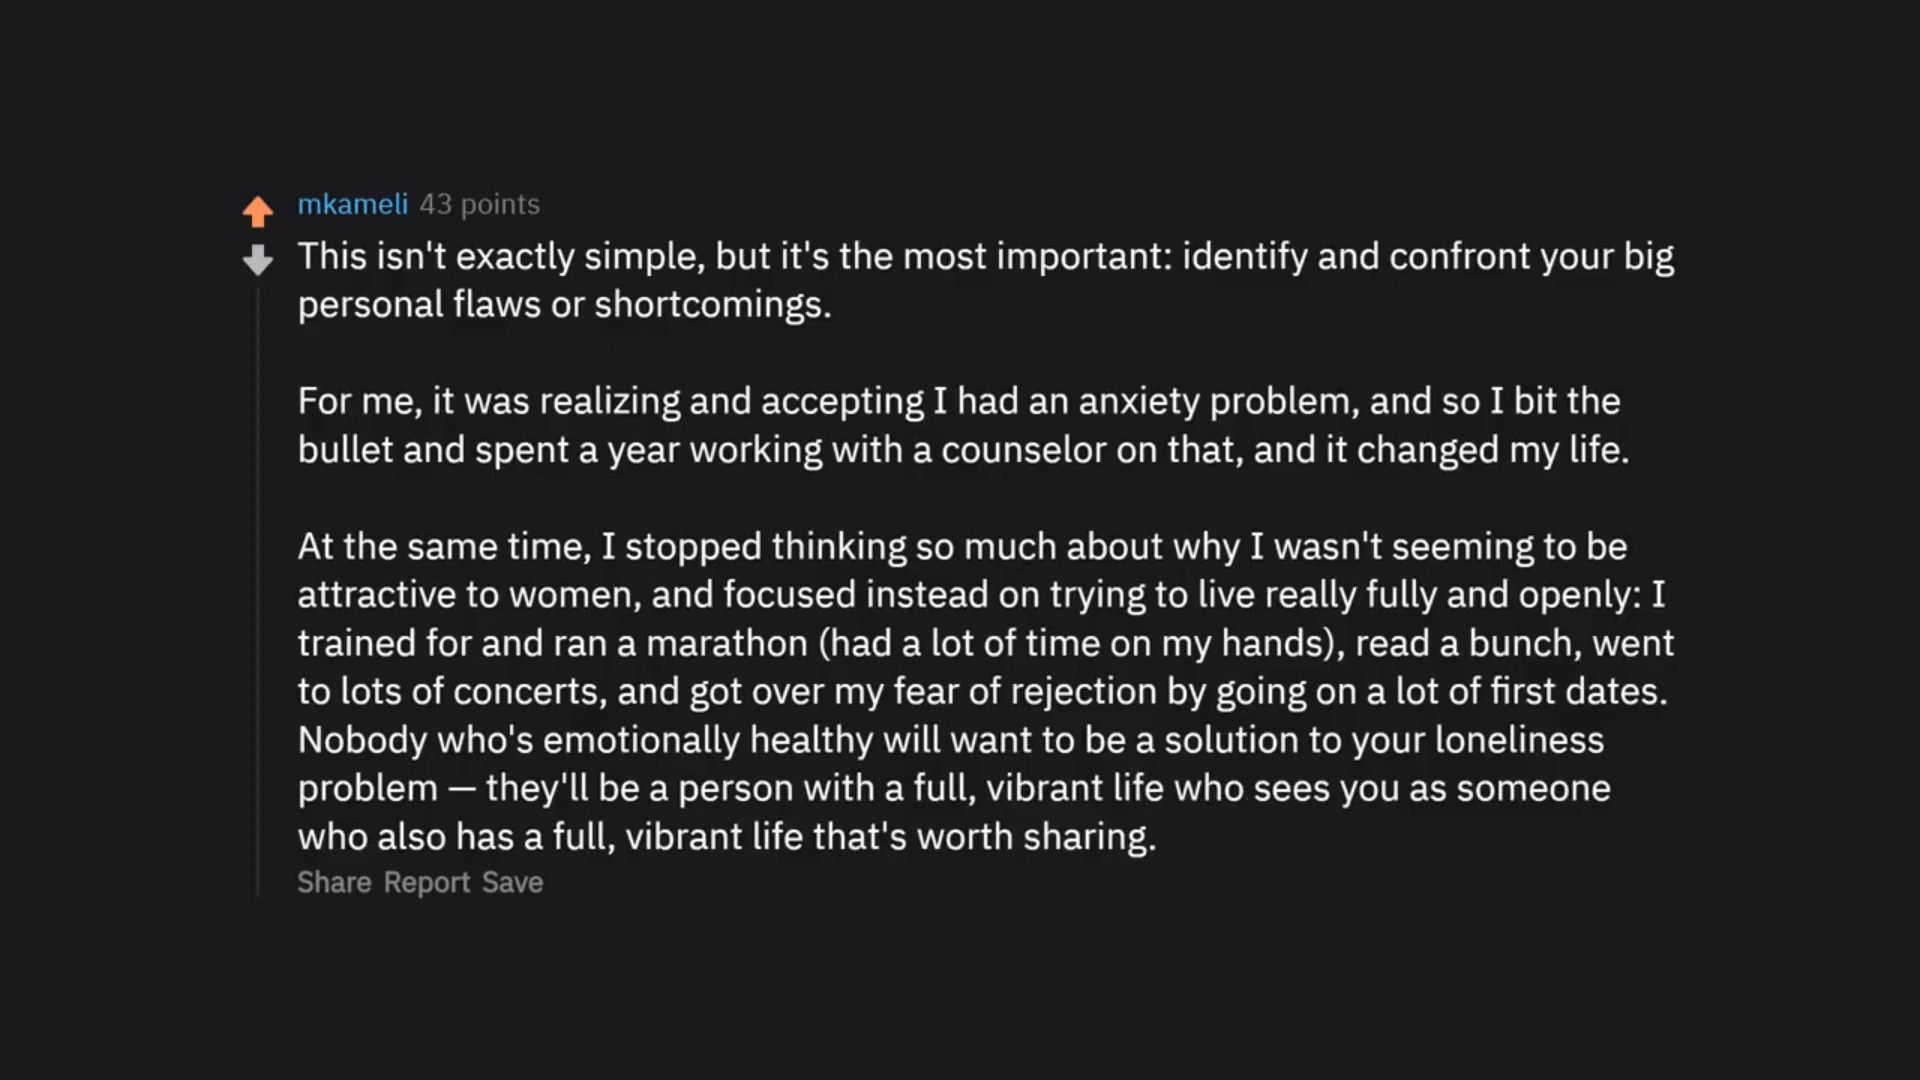 mkameli 43 points
This isn't exactly simple, but it's the most important: identify and confront your big
personal flaws or shortcomings.
For me, it was realizing and accepting I had an anxiety problem, and so I bit the
bullet and spent a year working with a counselor on that, and it changed my life.
At the same time, I stopped thinking so much about why I wasn't seeming to be
attractive to women, and focused instead on trying to live really fully and openly: I
trained for and ran a marathon (had a lot of time on my hands), read a bunch, went
to lots of concerts, and got over my fear of rejection by going on a lot of first dates.
Nobody who's emotionally healthy will want to be a solution to your loneliness
problem — they'll be a person with a full, vibrant life who sees you as someone
who also has a full, vibrant life that's worth sharing.
Share Report Save